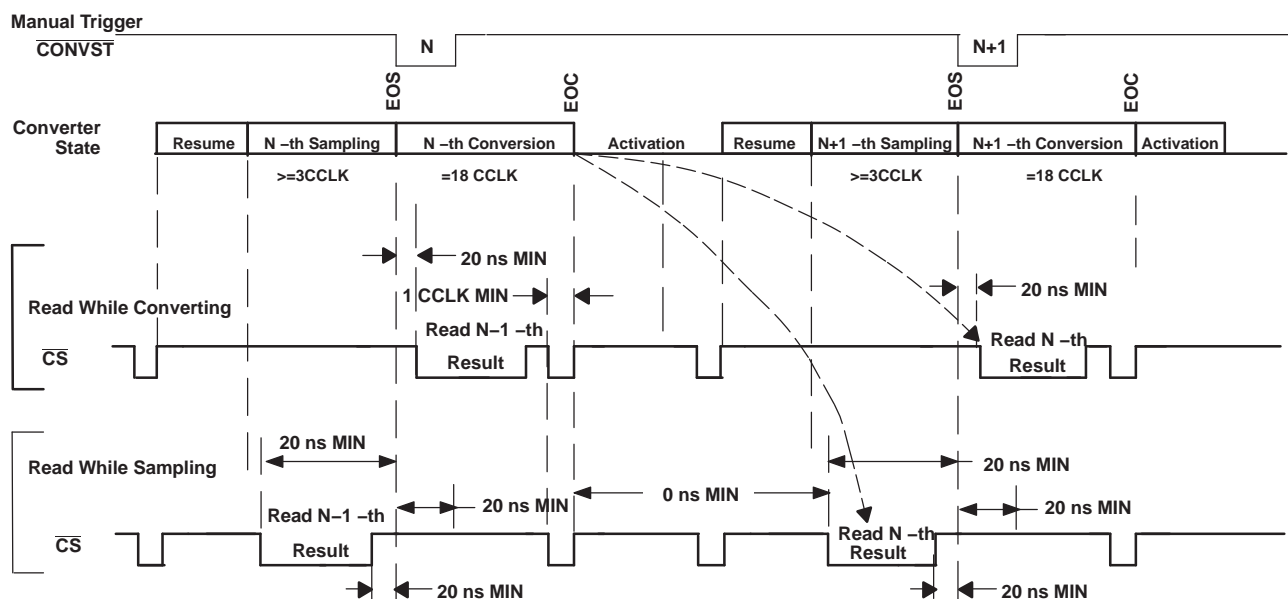 Manual Trigger
CONVST
N
N+1
EOS
EOC
EOS
EOC
Converter
State
Resume
N −th Sampling
N −th Conversion
Activation
Resume
N+1 −th Sampling
N+1 −th Conversion
Activation
>=3CCLK
=18 CCLK
>=3CCLK
=18 CCLK
20 ns MIN
20 ns MIN
1 CCLK MIN
Read While Converting
Read N−1 −th
Result
Read N −th
Result
CS
20 ns MIN
20 ns MIN
Read While Sampling
20 ns MIN
0 ns MIN
20 ns MIN
Read N−1 −th
Result
Read N −th
Result
CS
20 ns MIN
20 ns MIN